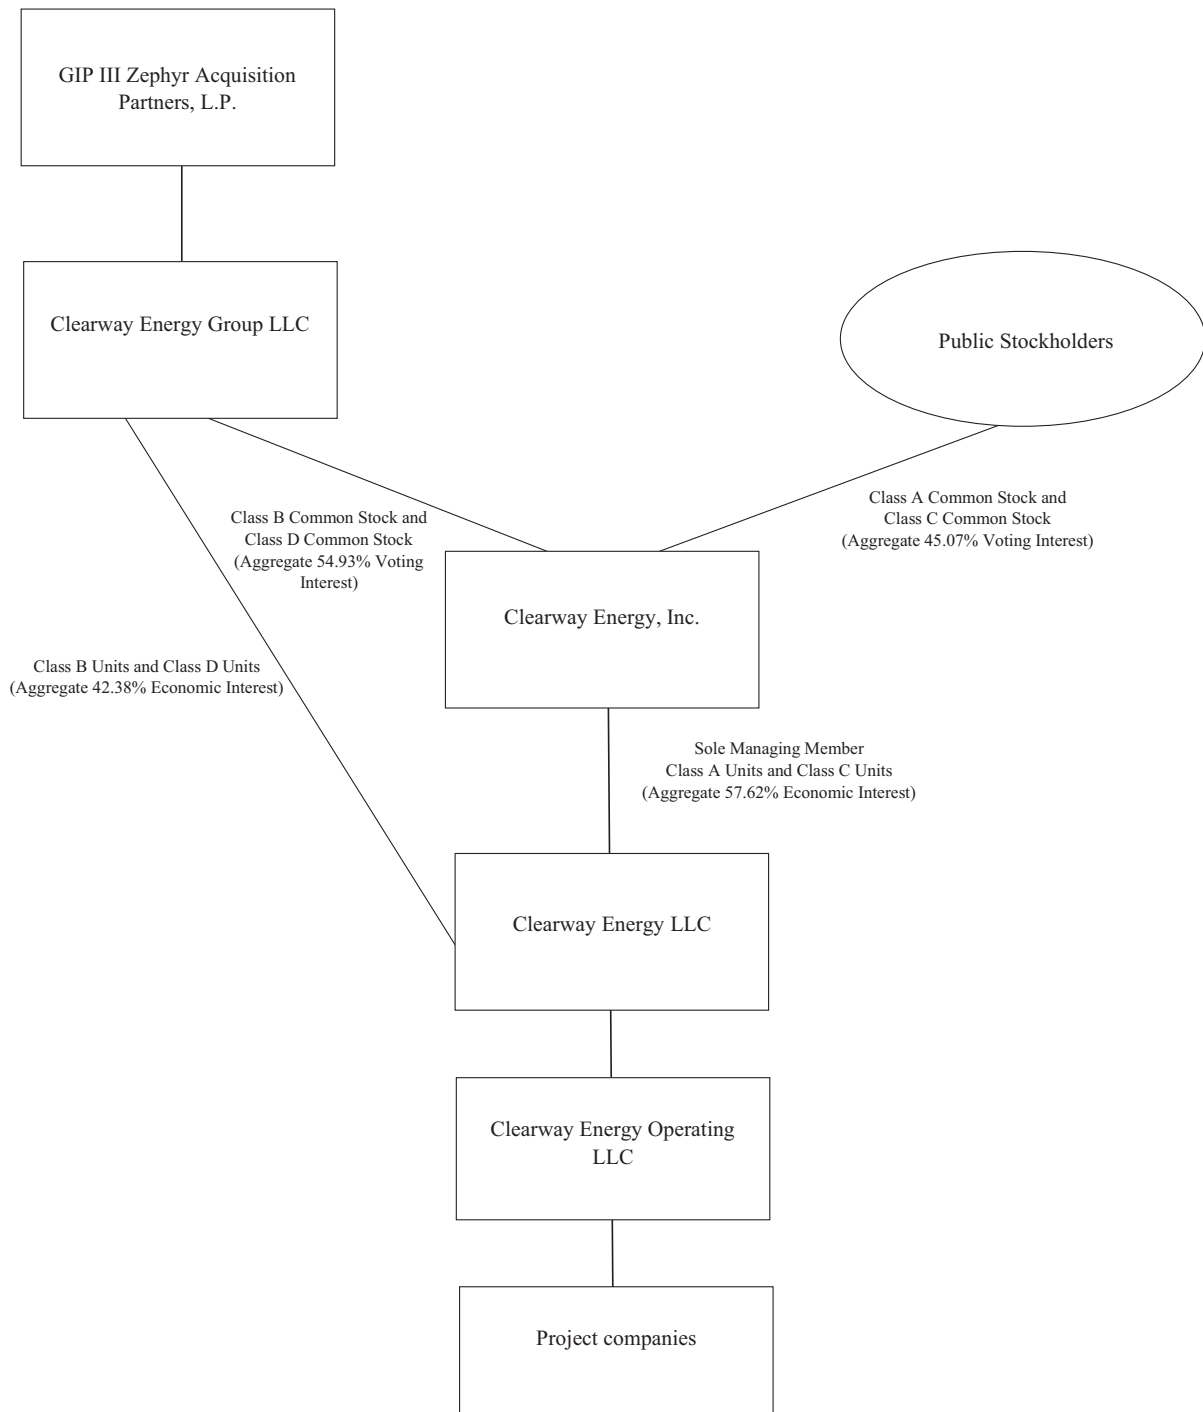 GIP III Zephyr Acquisition
Partners, L.P.
Clearway Energy Group LLC
Public Stockholders
Class B Common Stock and
Class D Common Stock
(Aggregate 54.93% Voting
Interest)
Class A Common Stock and
Class C Common Stock
(Aggregate 45.07% Voting Interest)
Clearway Energy, Inc.
Class B Units and Class D Units
(Aggregate 42.38% Economic Interest)
Sole Managing Member
Class A Units and Class C Units
(Aggregate 57.62% Economic Interest)
Clearway Energy LLC
Clearway Energy Operating
LLC
Project companies